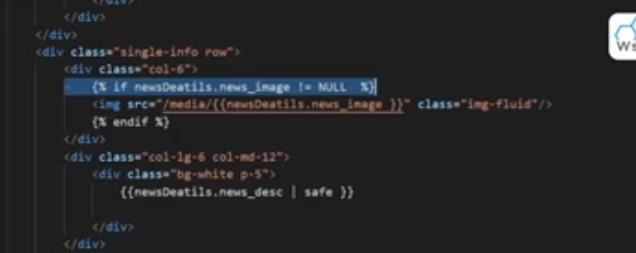 </div>
</div>
<div class="single-info row">
<div class="col-6">
{% if newsDeatils.news_image != NULL  %}
<img src="/media/{{newsDeatils.news_image }}" class="img-fluid"/>
{% endif %}
</div>
<div class="col-lg-6 col-md-12">
<div class="bg-white p-5">
{{newsDeatils.news_desc | safe }}
</div>
</div>
Ws